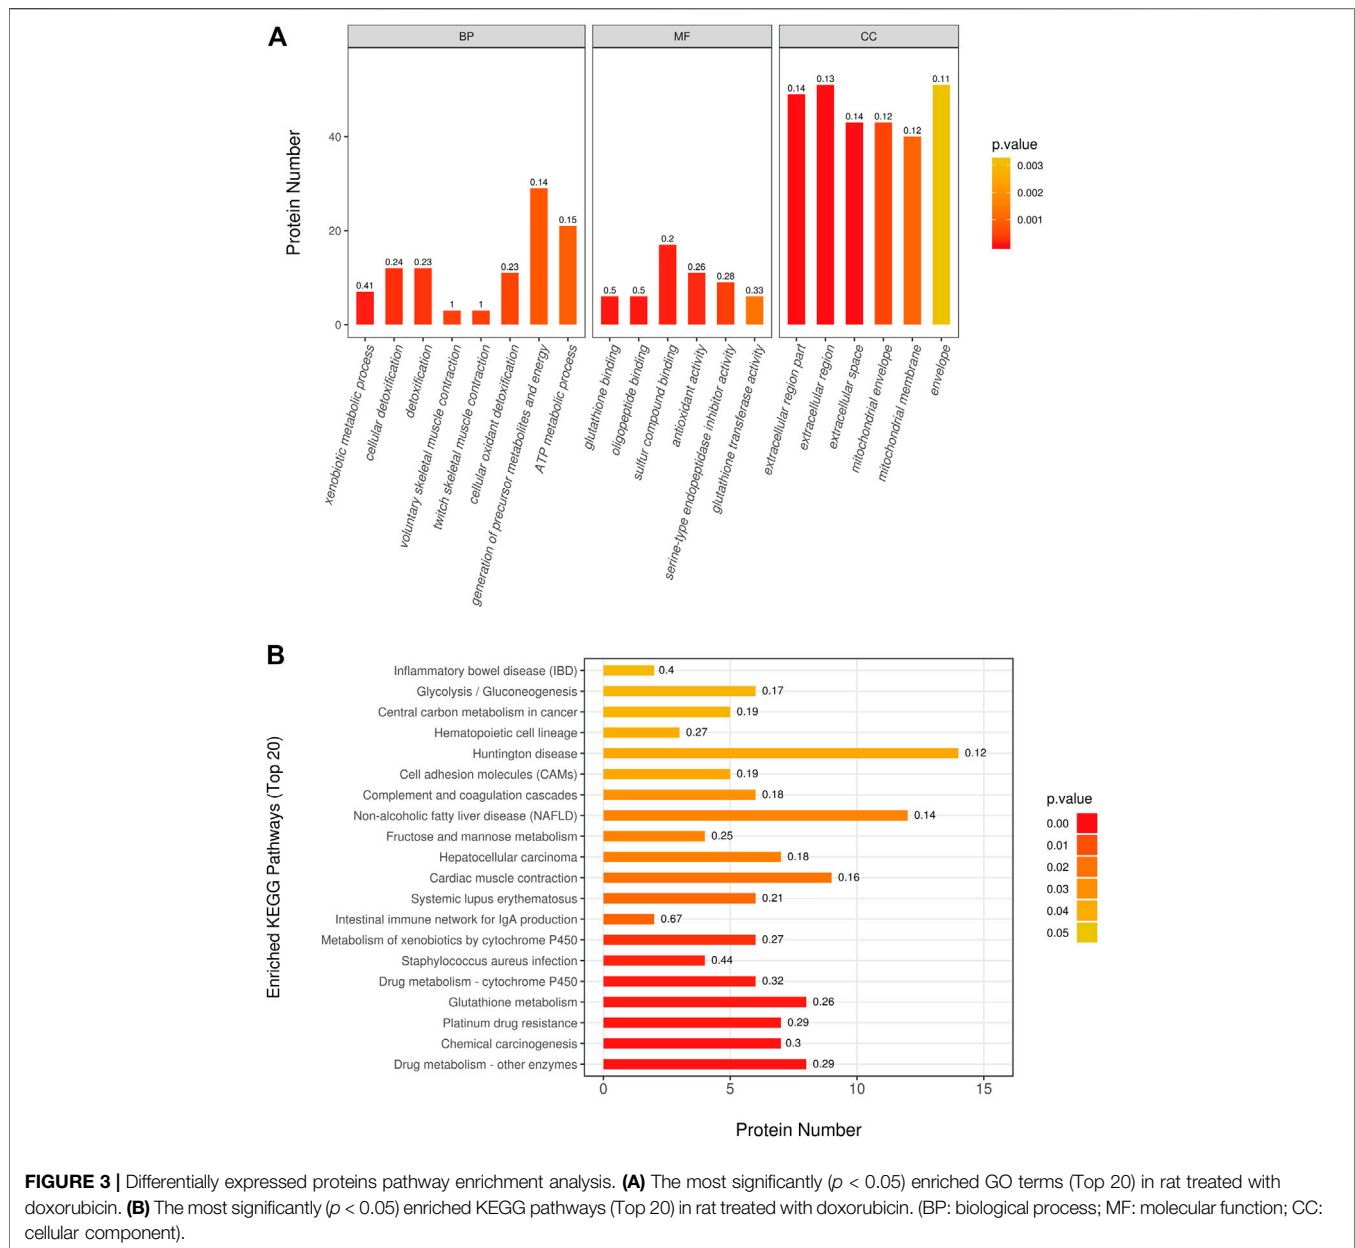 A
BP MF CC
0.14 0.13 0.14 0.12 0.12 0.11
0.41 0.24 0.23 1 1 0.23 0.14 0.15
0.5 0.5 0.2 0.26 0.28 0.33
Protein Number
40
20
0
xenobiotic metabolic process
cellular detoxification
detoxification
voluntary skeletal muscle contraction
twitch skeletal muscle contraction
cellular oxidant detoxification
generation of precursor metabolites and energy
ATP metabolic process
glutathione binding
oligopeptide binding
sulfur compound binding
antioxidant activity
serine-type endopeptidase inhibitor activity
glutathione transferase activity
extracellular region part
extracellular region
extracellular space
mitochondrial envelope
mitochondrial membrane
envelope
p.value
0.003
0.002
0.001
B
Enriched KEGG Pathways (Top 20)
Inflammatory bowel disease (IBD) 0.4
Glycolysis / Gluconeogenesis 0.17
Central carbon metabolism in cancer 0.19
Hematopoietic cell lineage 0.27
Huntington disease 0.12
Cell adhesion molecules (CAMs) 0.19
Complement and coagulation cascades 0.18
Non-alcoholic fatty liver disease (NAFLD) 0.14
Fructose and mannose metabolism 0.25
Hepatocellular carcinoma 0.18
Cardiac muscle contraction 0.16
Systemic lupus erythematosus 0.21
Intestinal immune network for IgA production 0.67
Metabolism of xenobiotics by cytochrome P450 0.27
Staphylococcus aureus infection 0.44
Drug metabolism - cytochrome P450 0.32
Glutathione metabolism 0.26
Platinum drug resistance 0.29
Chemical carcinogenesis 0.3
Drug metabolism - other enzymes 0.29
0 5 10 15
Protein Number
p.value
0.00
0.01
0.02
0.03
0.04
0.05
FIGURE 3 | Differentially expressed proteins pathway enrichment analysis. (A) The most significantly (p < 0.05) enriched GO terms (Top 20) in rat treated with
doxorubicin. (B) The most significantly (p < 0.05) enriched KEGG pathways (Top 20) in rat treated with doxorubicin. (BP: biological process; MF: molecular function; CC:
cellular component).